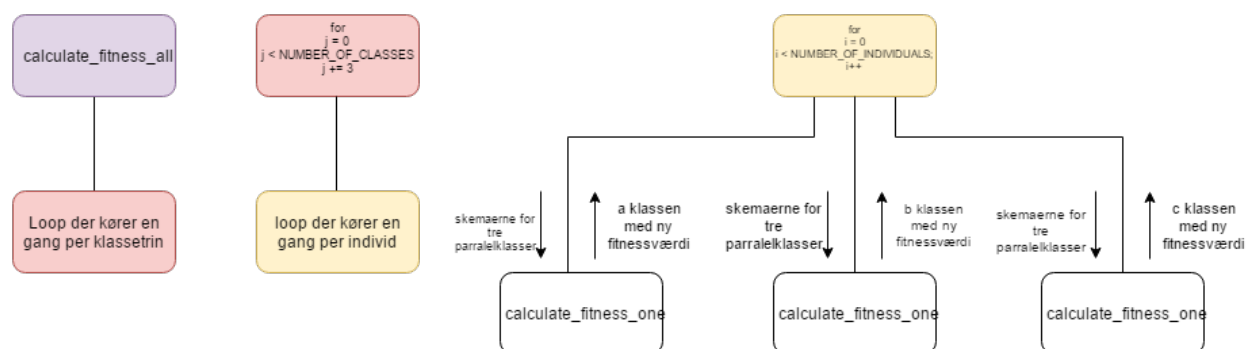 calculate_fitness_all
Loop der kører en
gang per klassetrin
for
j = 0
j < NUMBER_OF_CLASSES
j += 3
loop der kører en
gang per individ
for
i = 0
i < NUMBER_OF_INDIVIDUALS;
i++
skemaerne for
tre
parralelklasser
a klassen
med ny
fitnessværdi
calculate_fitness_one
skemaerne for
tre
parralelklasser
b klassen
med ny
fitnessværdi
calculate_fitness_one
skemaerne for
tre
parralelklasser
c klassen
med ny
fitnessværdi
calculate_fitness_one